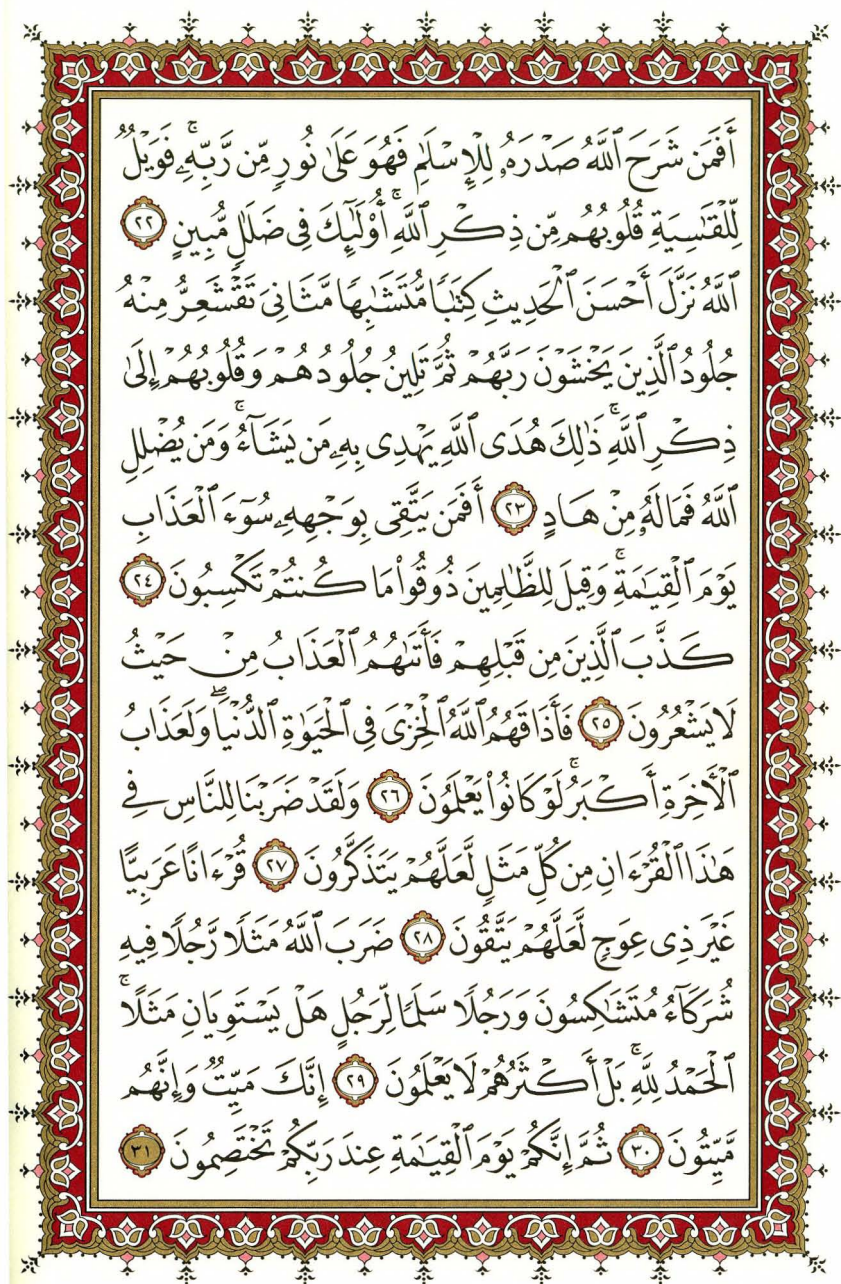 أَفَمَن شَرَحَ ٱللَّهُ صَدْرَهُۥ لِلْإِسْلَٰمِ فَهُوَ عَلَىٰ نُورٍ مِّن رَّبِّهِۦۚ فَوَيْلٌ
لِّلْقَٰسِيَةِ قُلُوبُهُم مِّن ذِكْرِ ٱللَّهِۚ أُو۟لَٰٓئِكَ فِى ضَلَٰلٍ مُّبِينٍ ٢٢
ٱللَّهُ نَزَّلَ أَحْسَنَ ٱلْحَدِيثِ كِتَٰبًا مُّتَشَٰبِهًا مَّثَانِىَ تَقْشَعِرُّ مِنْهُ
جُلُودُ ٱلَّذِينَ يَخْشَوْنَ رَبَّهُمْ ثُمَّ تَلِينُ جُلُودُهُمْ وَقُلُوبُهُمْ إِلَىٰ
ذِكْرِ ٱللَّهِۚ ذَٰلِكَ هُدَى ٱللَّهِ يَهْدِى بِهِۦ مَن يَشَآءُۚ وَمَن يُضْلِلِ
ٱللَّهُ فَمَا لَهُۥ مِنْ هَادٍ ٢٣ أَفَمَن يَتَّقِى بِوَجْهِهِۦ سُوٓءَ ٱلْعَذَابِ
يَوْمَ ٱلْقِيَٰمَةِۚ وَقِيلَ لِلظَّٰلِمِينَ ذُوقُوا۟ مَا كُنتُمْ تَكْسِبُونَ ٢٤
كَذَّبَ ٱلَّذِينَ مِن قَبْلِهِمْ فَأَتَىٰهُمُ ٱلْعَذَابُ مِنْ حَيْثُ
لَا يَشْعُرُونَ ٢٥ فَأَذَاقَهُمُ ٱللَّهُ ٱلْخِزْىَ فِى ٱلْحَيَوٰةِ ٱلدُّنْيَاۖ وَلَعَذَابُ
ٱلْءَاخِرَةِ أَكْبَرُۚ لَوْ كَانُوا۟ يَعْلَمُونَ ٢٦ وَلَقَدْ ضَرَبْنَا لِلنَّاسِ فِى
هَٰذَا ٱلْقُرْءَانِ مِن كُلِّ مَثَلٍ لَّعَلَّهُمْ يَتَذَكَّرُونَ ٢٧ قُرْءَانًا عَرَبِيًّا
غَيْرَ ذِى عِوَجٍ لَّعَلَّهُمْ يَتَّقُونَ ٢٨ ضَرَبَ ٱللَّهُ مَثَلًا رَّجُلًا فِيهِ
شُرَكَآءُ مُتَشَٰكِسُونَ وَرَجُلًا سَلَمًا لِّرَجُلٍ هَلْ يَسْتَوِيَانِ مَثَلًاۚ
ٱلْحَمْدُ لِلَّهِۚ بَلْ أَكْثَرُهُمْ لَا يَعْلَمُونَ ٢٩ إِنَّكَ مَيِّتٌ وَإِنَّهُم
مَّيِّتُونَ ٣٠ ثُمَّ إِنَّكُمْ يَوْمَ ٱلْقِيَٰمَةِ عِندَ رَبِّكُمْ تَخْتَصِمُونَ ٣١